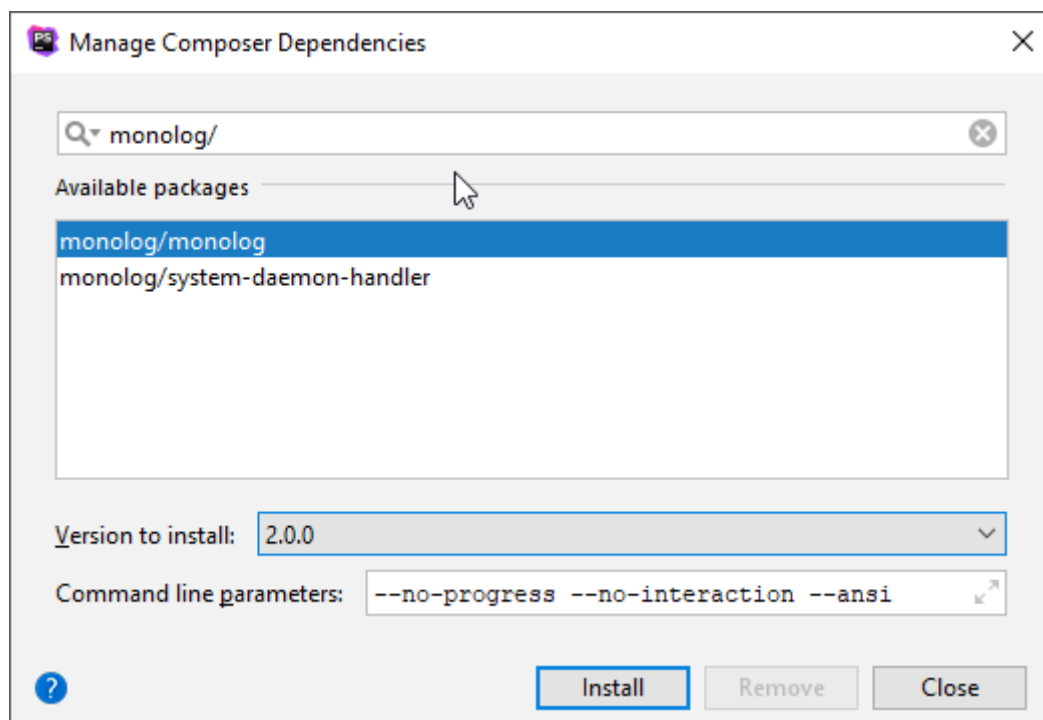 PS
Manage Composer Dependencies
monolog/
Available packages
monolog/monolog
monolog/system-daemon-handler
Version to install: 2.0.0
Command line parameters: --no-progress --no-interaction --ansi
? Install Remove Close